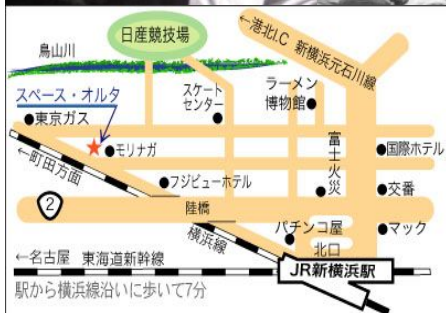 ←港北I.C 新横浜元石川線
日産競技場
鳥山川
スペース・オルタ
スケート
センター
ラーメン
博物館
東京ガス
モリナガ
富士火災
国際ホテル
←町田方面
フジビューホテル
交番
2
陸橋
横浜線
パチンコ屋
マック
北口
←名古屋 東海道新幹線
JR新横浜駅
駅から横浜線沿いに歩いて7分